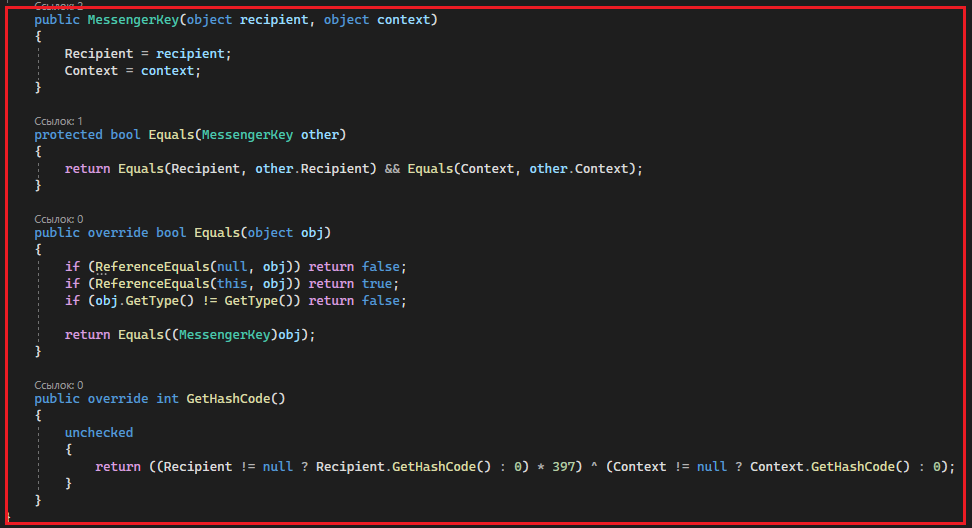 Ссылок: 2
public MessengerKey(object recipient, object context)
{
    Recipient = recipient;
    Context = context;
}
Ссылок: 1
protected bool Equals(MessengerKey other)
{
    return Equals(Recipient, other.Recipient) && Equals(Context, other.Context);
}
Ссылок: 0
public override bool Equals(object obj)
{
    if (ReferenceEquals(null, obj)) return false;
    if (ReferenceEquals(this, obj)) return true;
    if (obj.GetType() != GetType()) return false;
    return Equals((MessengerKey)obj);
}
Ссылок: 0
public override int GetHashCode()
{
    unchecked
    {
        return ((Recipient != null ? Recipient.GetHashCode() : 0) * 397) ^ (Context != null ? Context.GetHashCode() : 0);
    }
}
}